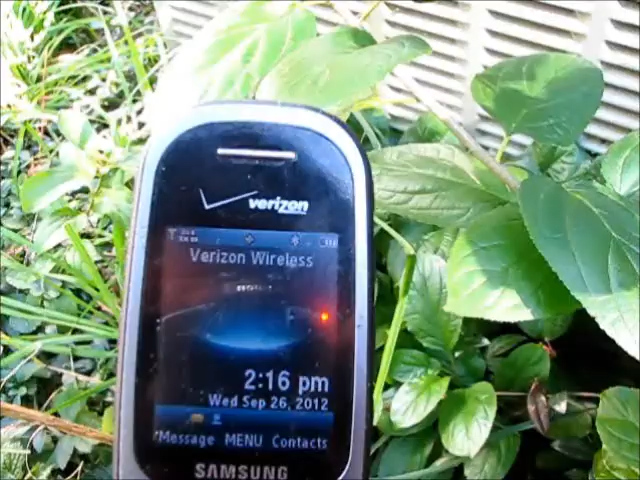 verizon
Verizon Wireless
2:16 pm
Wed Sep 26, 2012
Message MENU Contacts
SAMSUNG